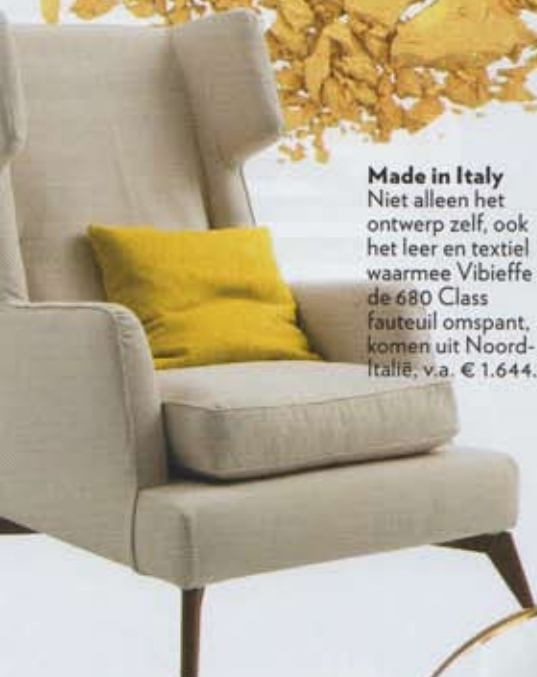 Made in Italy
Niet alleen het
ontwerp zelf, ook
het leer en textiel
waarmee Vibieffe
de 680 Class
fauteuil omspant,
komen uit Noord-
Italië, v.a. € 1.644.